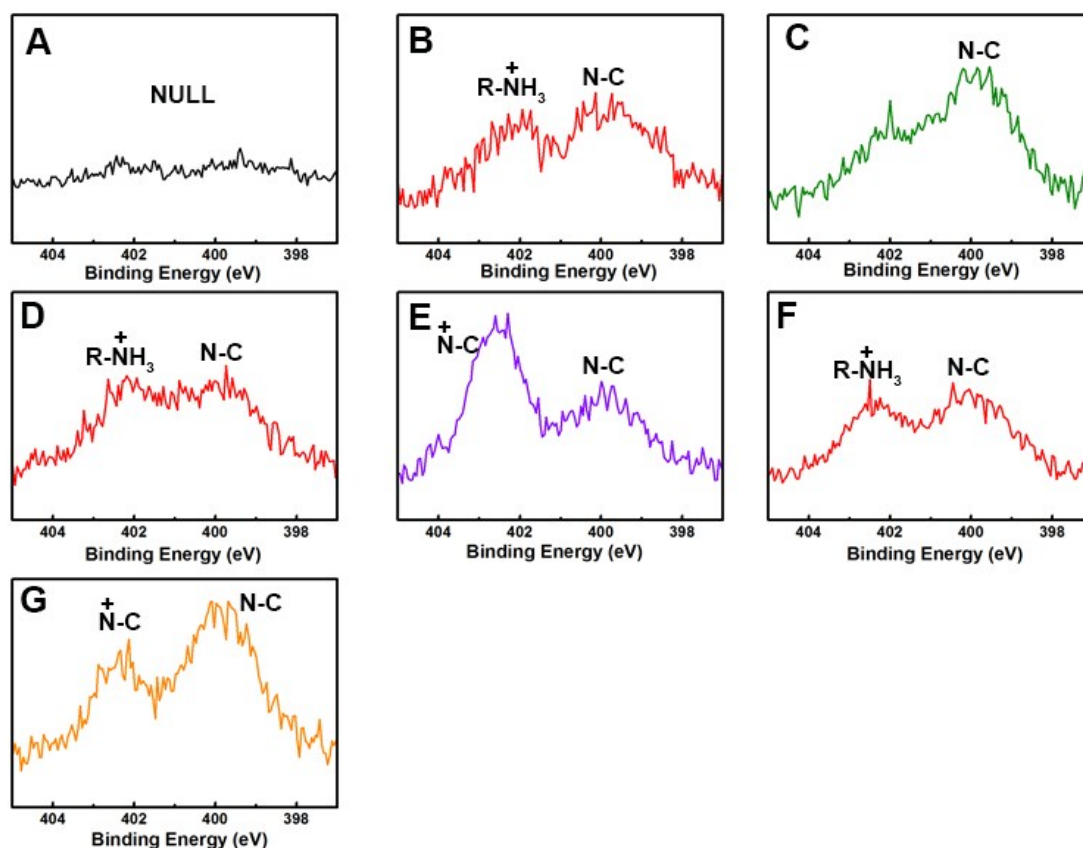 A
NULL
404 402 400 398
Binding Energy (eV)
B
R-NH₃⁺
N-C
404 402 400 398
Binding Energy (eV)
C
N-C
404 402 400 398
Binding Energy (eV)
D
R-NH₃⁺
N-C
404 402 400 398
Binding Energy (eV)
E
N⁺-C
N-C
404 402 400 398
Binding Energy (eV)
F
R-NH₃⁺
N-C
404 402 400 398
Binding Energy (eV)
G
N⁺-C
N-C
404 402 400 398
Binding Energy (eV)